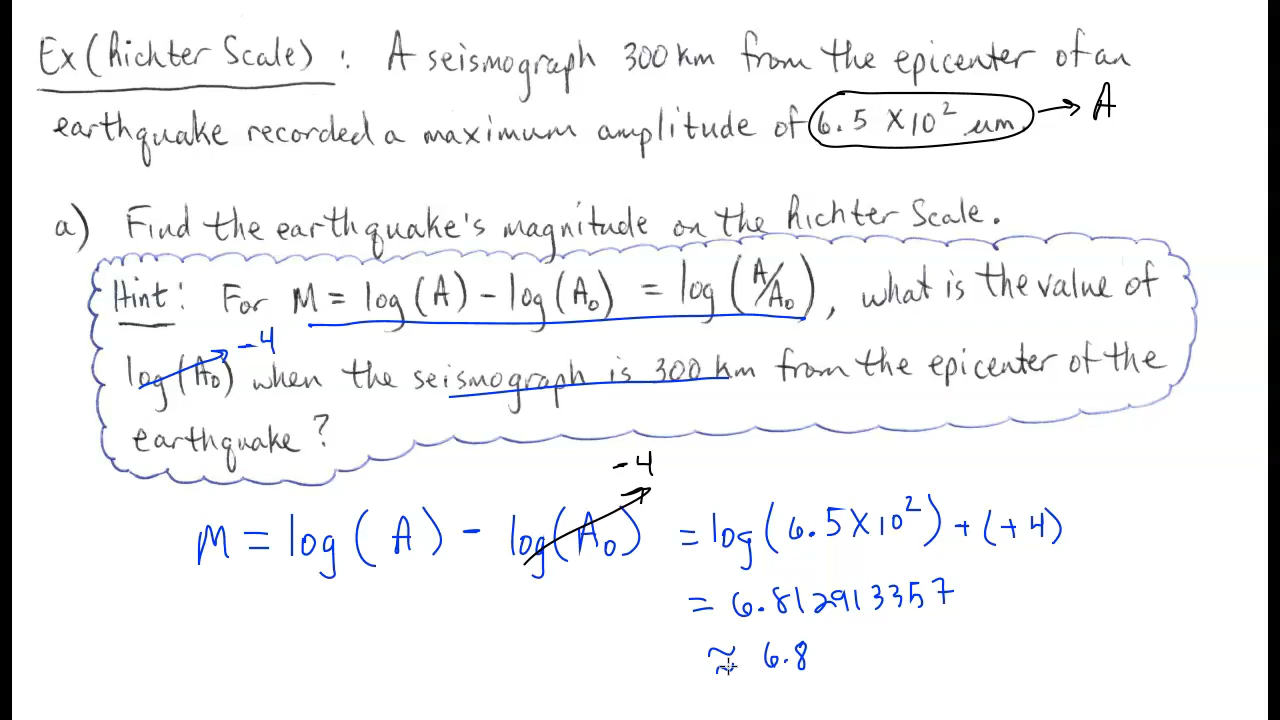 Ex (Richter Scale) : A seismograph 300 km from the epicenter of an
earthquake recorded a maximum amplitude of 6.5 X10² um → A
a) Find the earthquake's magnitude on the Richter Scale.
Hint: For M = log(A) - log(A₀) = log(A/A₀), what is the value of
-4
log(A₀) when the seismograph is 300 km from the epicenter of the
earthquake?
-4
M = log(A) - log(A₀) = log(6.5X10²) + (+4)
= 6.812913357
≈ 6.8